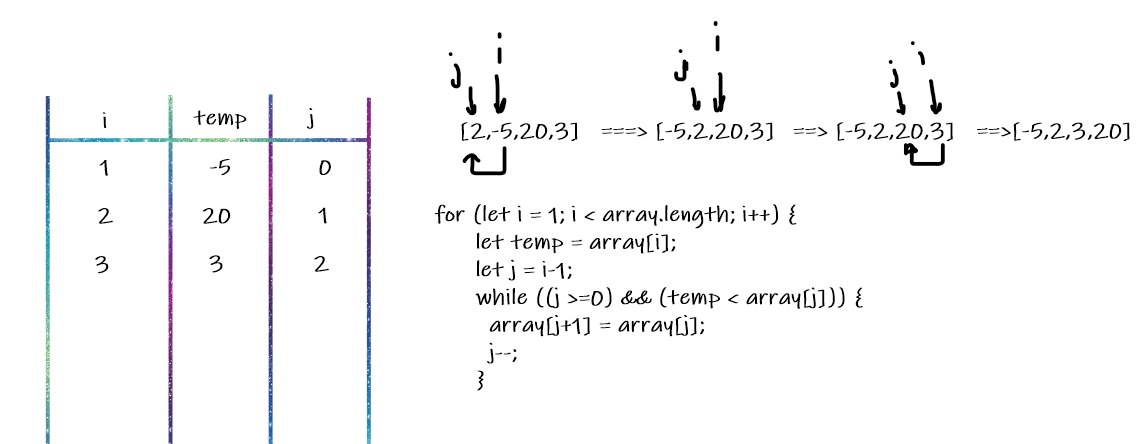 j i
j i
j i
[2,-5,20,3] ===> [-5,2,20,3] ==> [-5,2,20,3] ==>[-5,2,3,20]
i temp j
1 -5 0
2 20 1
3 3 2
for (let i = 1; i < array.length; i++) {
let temp = array[i];
let j = i-1;
while ((j >=0) && (temp < array[j])) {
array[j+1] = array[j];
j--;
}